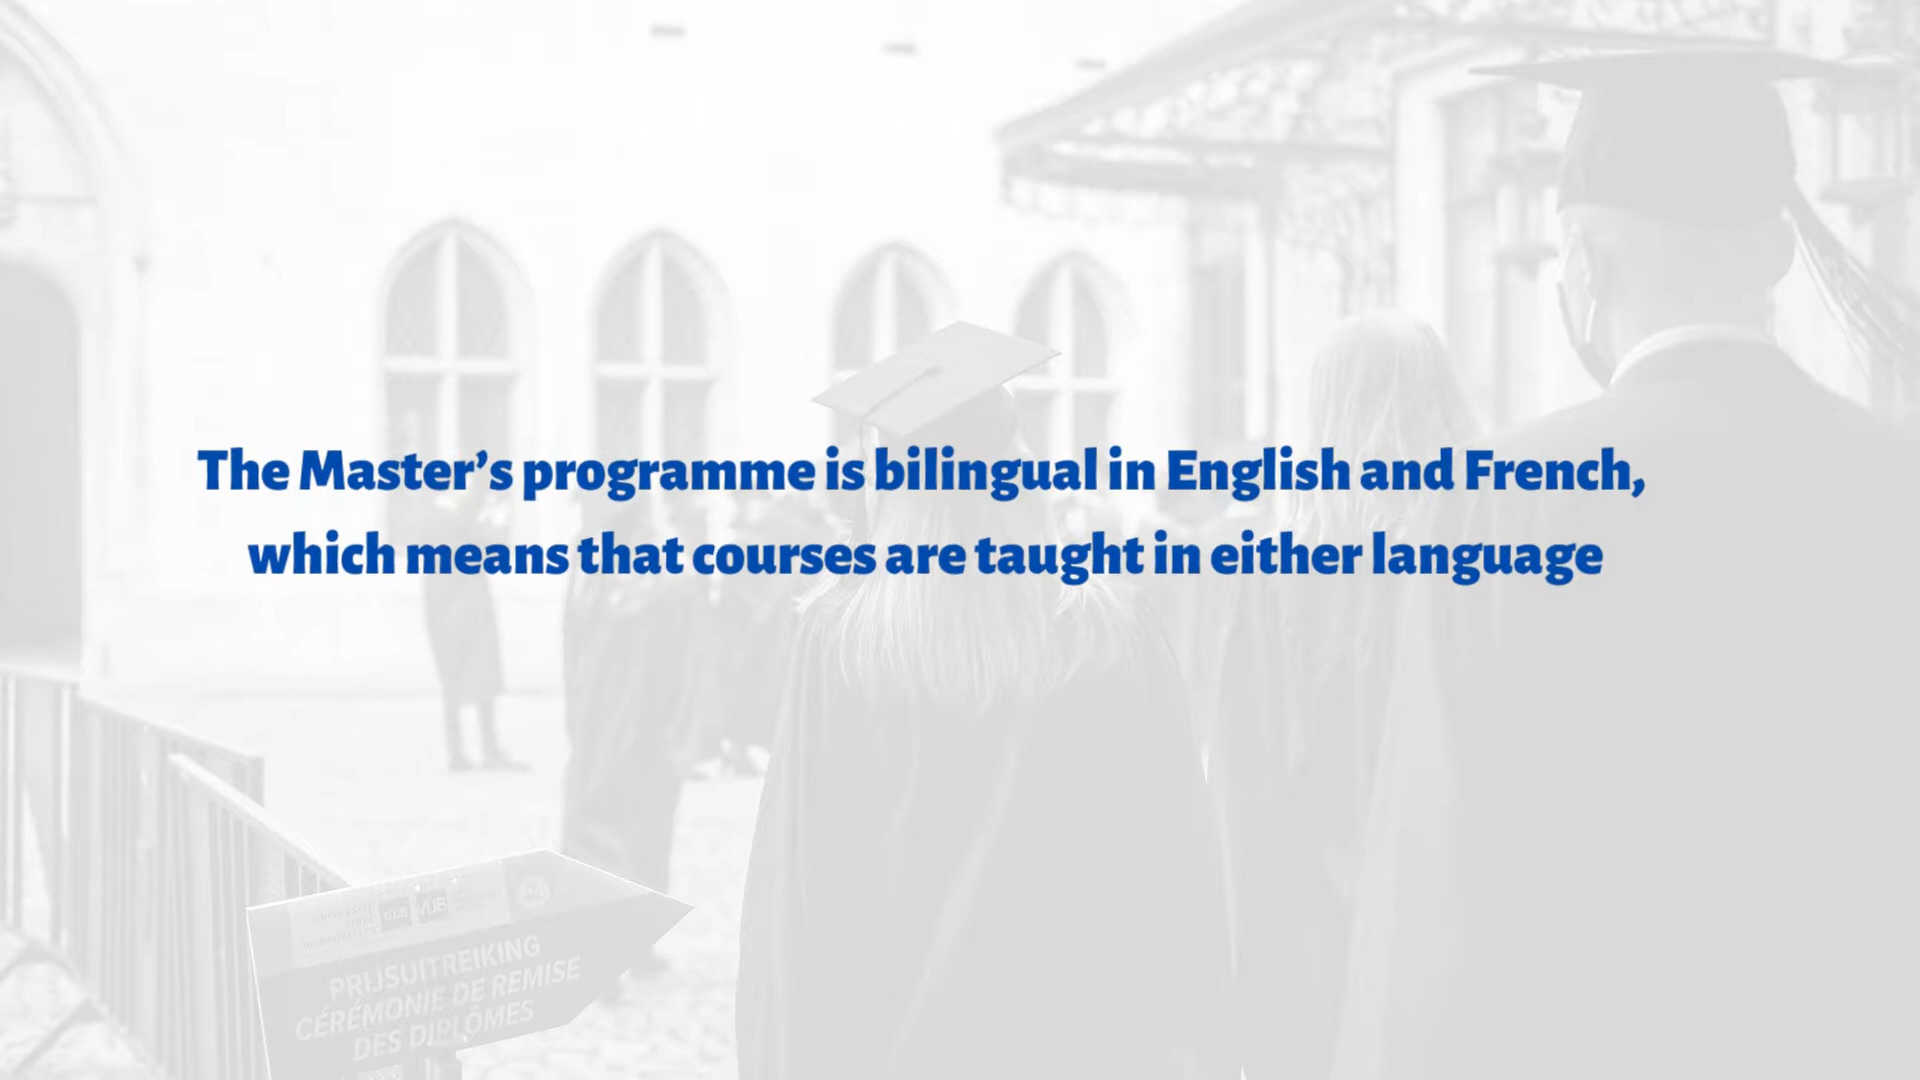 The Master’s programme is bilingual in English and French,
which means that courses are taught in either language
VUB
PRIJSUITREIKING
CÉRÉMONIE DE REMISE
DES DIPLÔMES